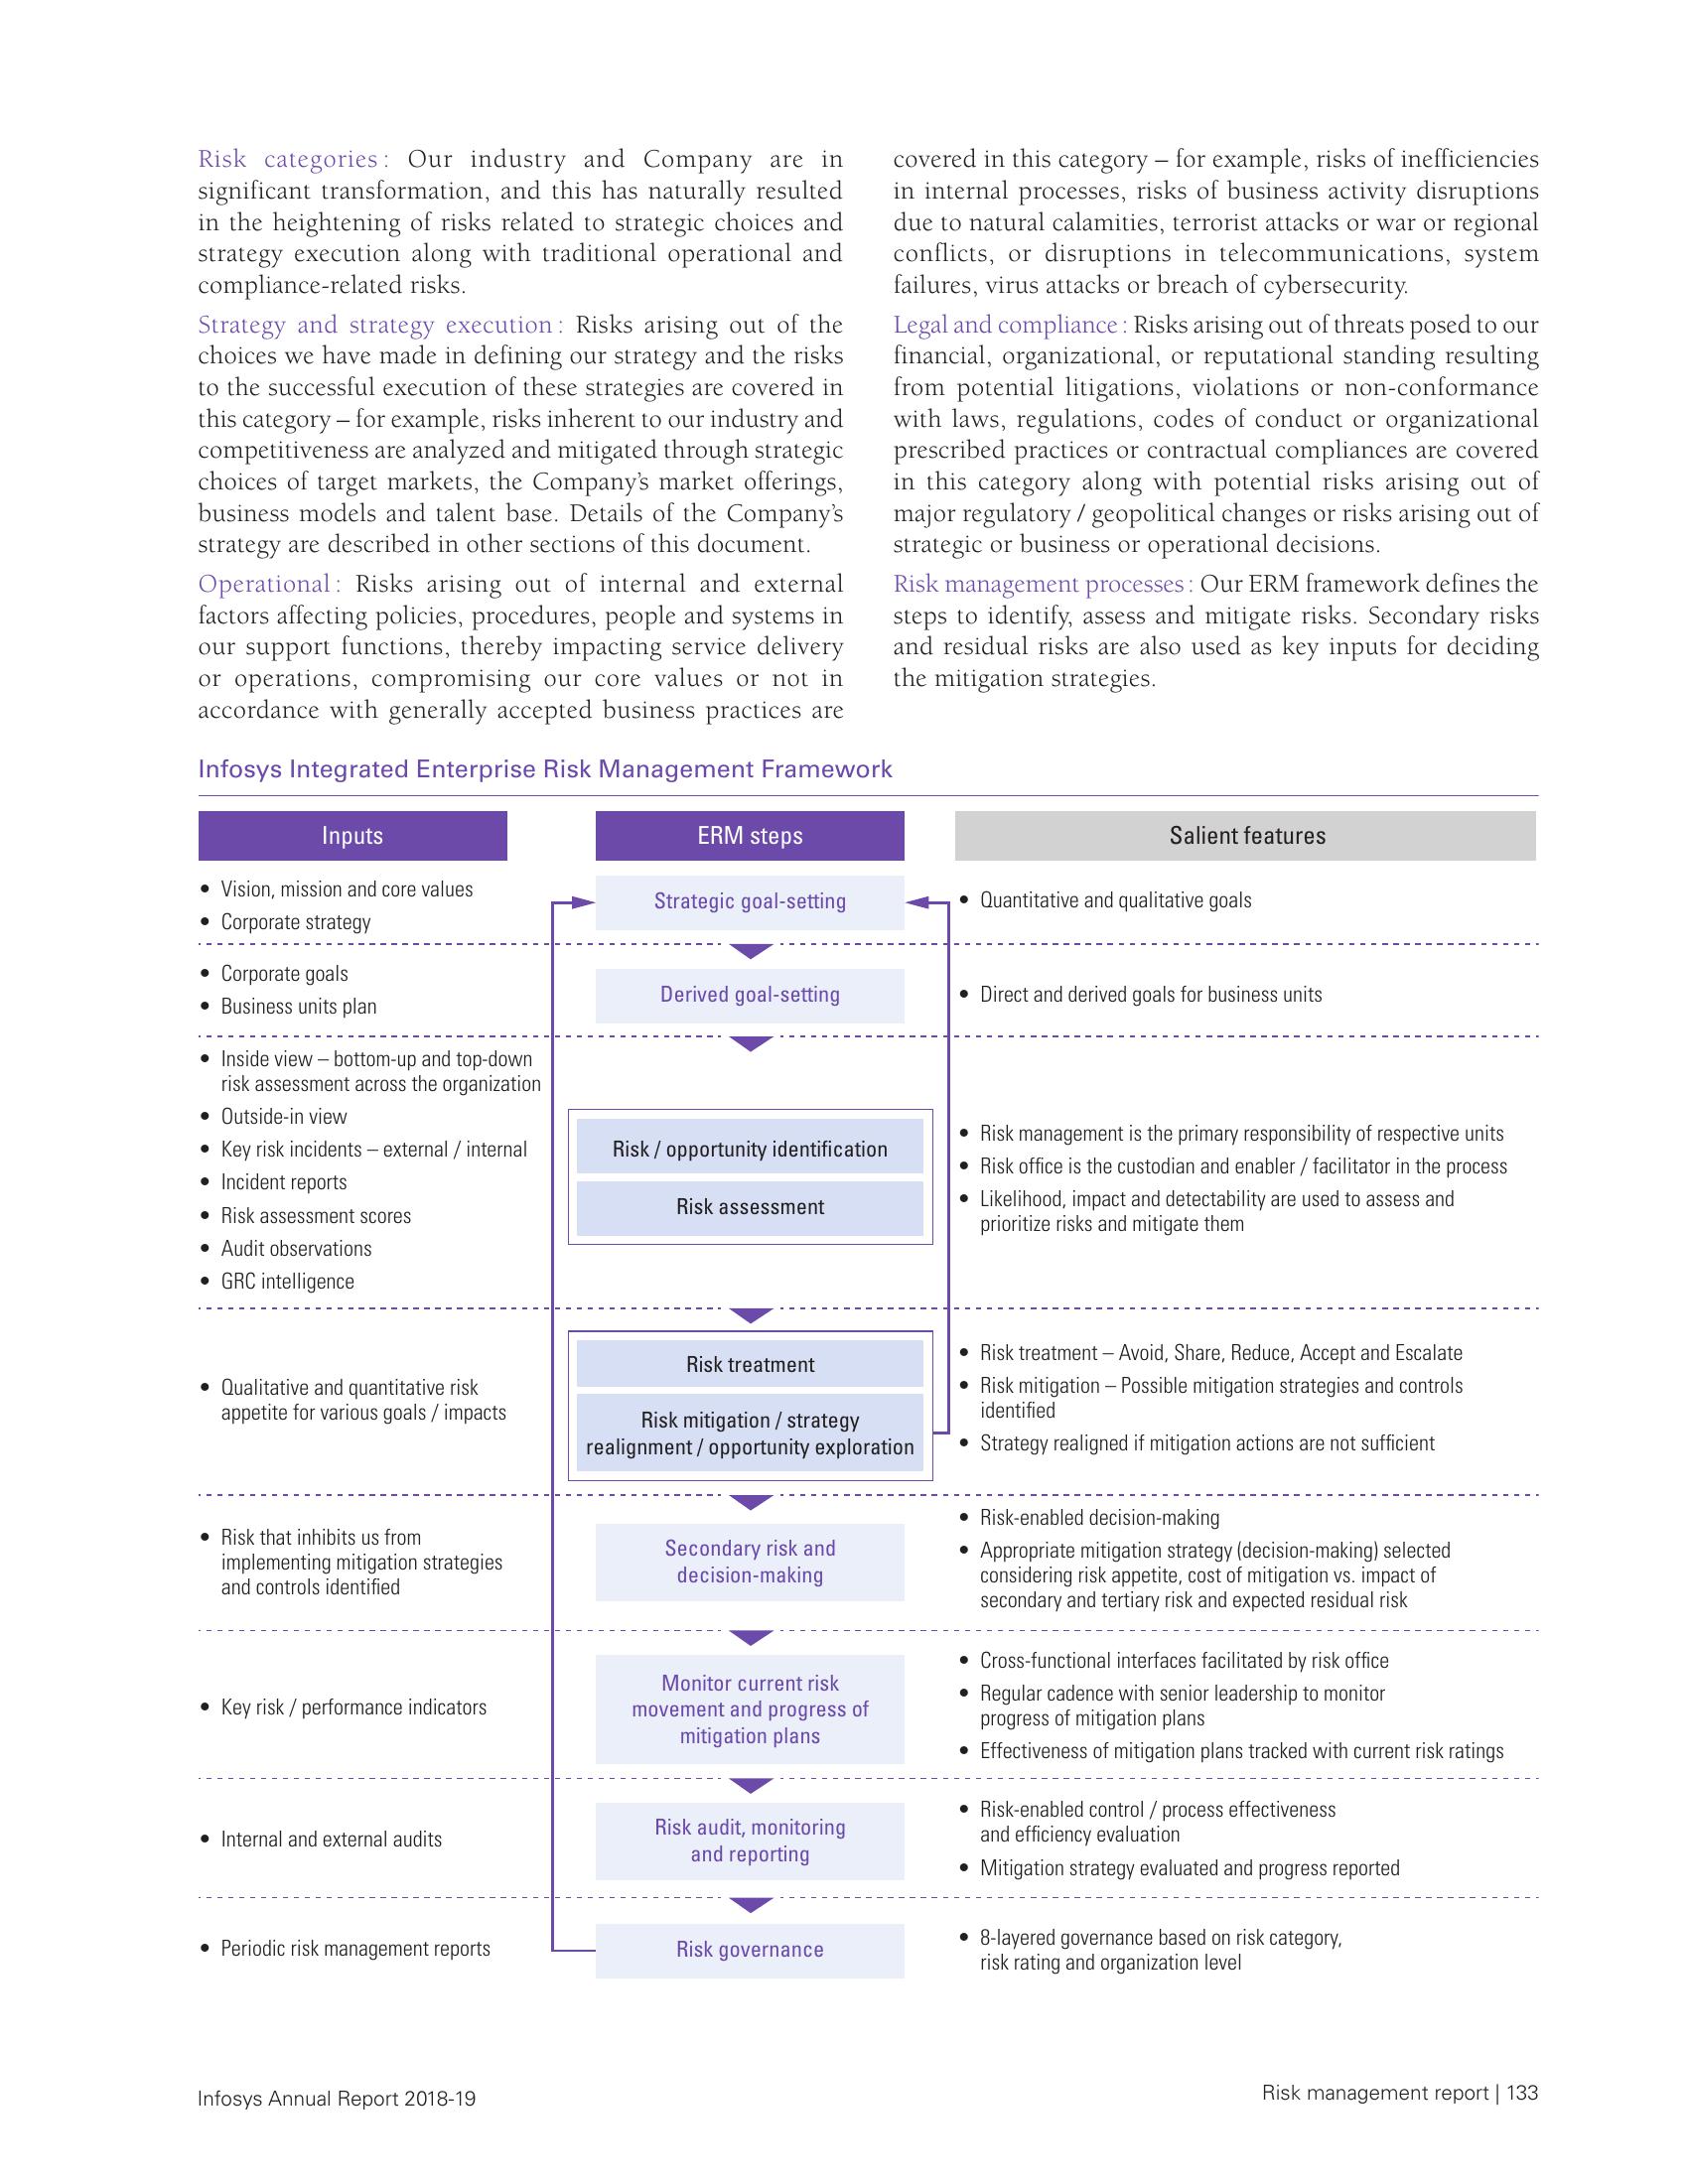 Risk categories : Our industry and Company are in
significant transformation, and this has naturally resulted
in the heightening of risks related to strategic choices and
strategy execution along with traditional operational and
compliance-related risks.
Strategy and strategy execution : Risks arising out of the
choices we have made in defining our strategy and the risks
to the successful execution of these strategies are covered in
this category – for example, risks inherent to our industry and
competitiveness are analyzed and mitigated through strategic
choices of target markets, the Company’s market offerings,
business models and talent base. Details of the Company’s
strategy are described in other sections of this document.
Operational : Risks arising out of internal and external
factors affecting policies, procedures, people and systems in
our support functions, thereby impacting service delivery
or operations, compromising our core values or not in
accordance with generally accepted business practices are
covered in this category – for example, risks of inefficiencies
in internal processes, risks of business activity disruptions
due to natural calamities, terrorist attacks or war or regional
conflicts, or disruptions in telecommunications, system
failures, virus attacks or breach of cybersecurity.
Legal and compliance : Risks arising out of threats posed to our
financial, organizational, or reputational standing resulting
from potential litigations, violations or non-conformance
with laws, regulations, codes of conduct or organizational
prescribed practices or contractual compliances are covered
in this category along with potential risks arising out of
major regulatory / geopolitical changes or risks arising out of
strategic or business or operational decisions.
Risk management processes : Our ERM framework defines the
steps to identify, assess and mitigate risks. Secondary risks
and residual risks are also used as key inputs for deciding
the mitigation strategies.
Infosys Integrated Enterprise Risk Management Framework
Inputs
ERM steps
Salient features
• Vision, mission and core values
• Corporate strategy
Strategic goal-setting
• Quantitative and qualitative goals
• Corporate goals
• Business units plan
Derived goal-setting
• Direct and derived goals for business units
• Inside view – bottom-up and top-down
risk assessment across the organization
• Outside-in view
• Key risk incidents – external / internal
• Incident reports
• Risk assessment scores
• Audit observations
• GRC intelligence
Risk / opportunity identification
Risk assessment
• Risk management is the primary responsibility of respective units
• Risk office is the custodian and enabler / facilitator in the process
• Likelihood, impact and detectability are used to assess and
prioritize risks and mitigate them
• Qualitative and quantitative risk
appetite for various goals / impacts
Risk treatment
Risk mitigation / strategy
realignment / opportunity exploration
• Risk treatment – Avoid, Share, Reduce, Accept and Escalate
• Risk mitigation – Possible mitigation strategies and controls
identified
• Strategy realigned if mitigation actions are not sufficient
• Risk that inhibits us from
implementing mitigation strategies
and controls identified
Secondary risk and
decision-making
• Risk-enabled decision-making
• Appropriate mitigation strategy (decision-making) selected
considering risk appetite, cost of mitigation vs. impact of
secondary and tertiary risk and expected residual risk
• Key risk / performance indicators
Monitor current risk
movement and progress of
mitigation plans
• Cross-functional interfaces facilitated by risk office
• Regular cadence with senior leadership to monitor
progress of mitigation plans
• Effectiveness of mitigation plans tracked with current risk ratings
• Internal and external audits
Risk audit, monitoring
and reporting
• Risk-enabled control / process effectiveness
and efficiency evaluation
• Mitigation strategy evaluated and progress reported
• Periodic risk management reports
Risk governance
• 8-layered governance based on risk category,
risk rating and organization level
Infosys Annual Report 2018-19
Risk management report | 133